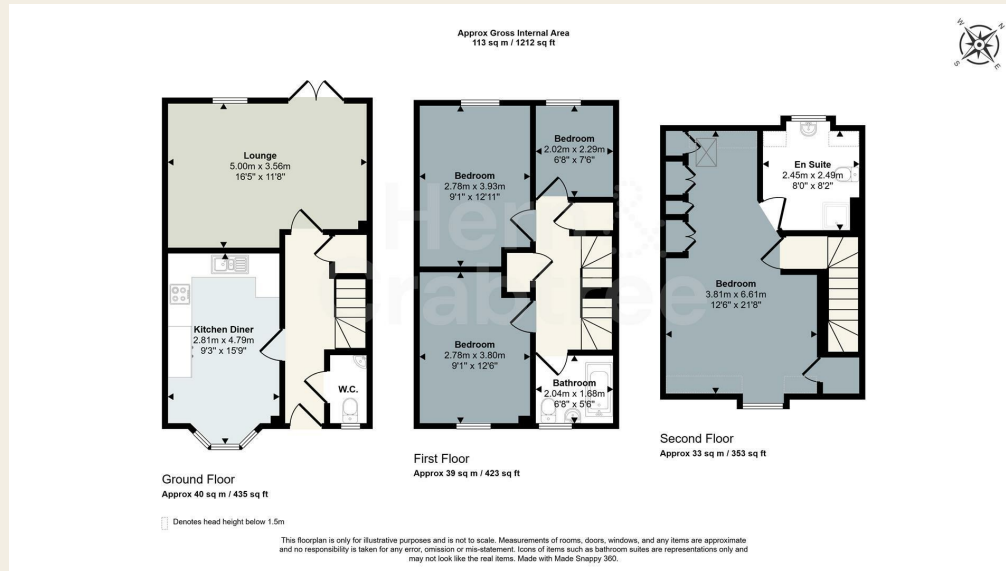 Approx Gross Internal Area
113 sq m / 1212 sq ft
W
N
S
E
Lounge
5.00m x 3.56m
16'5" x 11'8"
Kitchen Diner
2.81m x 4.79m
9'3" x 15'9"
W.C.
Ground Floor
Approx 40 sq m / 435 sq ft
Denotes head height below 1.5m
Bedroom
2.78m x 3.93m
9'1" x 12'11"
Bedroom
2.02m x 2.29m
6'8" x 7'6"
Bedroom
2.78m x 3.80m
9'1" x 12'6"
Bathroom
2.04m x 1.68m
6'8" x 5'6"
First Floor
Approx 39 sq m / 423 sq ft
En Suite
2.45m x 2.49m
8'0" x 8'2"
Bedroom
3.81m x 6.61m
12'6" x 21'8"
Second Floor
Approx 33 sq m / 353 sq ft
This floorplan is only for illustrative purposes and is not to scale. Measurements of rooms, doors, windows, and any items are approximate
and no responsibility is taken for any error, omission or mis-statement. Icons of items such as bathroom suites are representations only and
may not look like the real items. Made with Made Snappy 360.
Crabtree